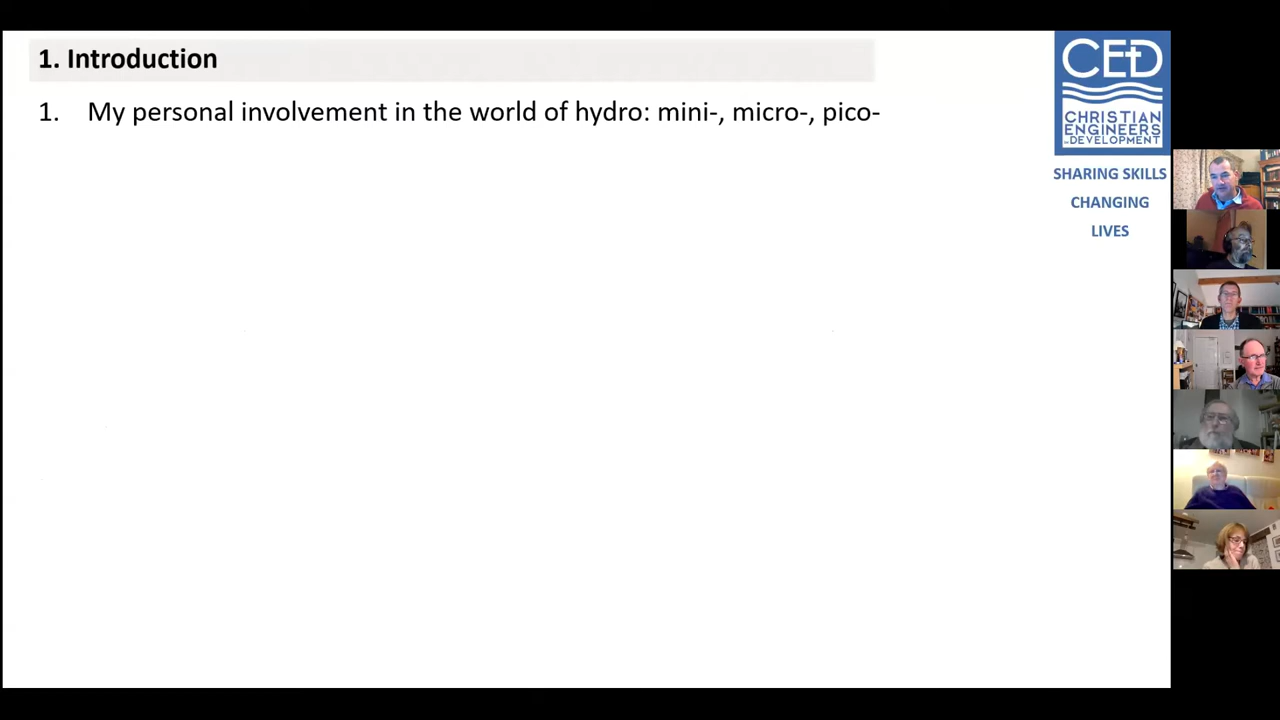 1. Introduction
1. My personal involvement in the world of hydro: mini-, micro-, pico-
CED
CHRISTIAN
ENGINEERS
IN DEVELOPMENT
SHARING SKILLS
CHANGING
LIVES